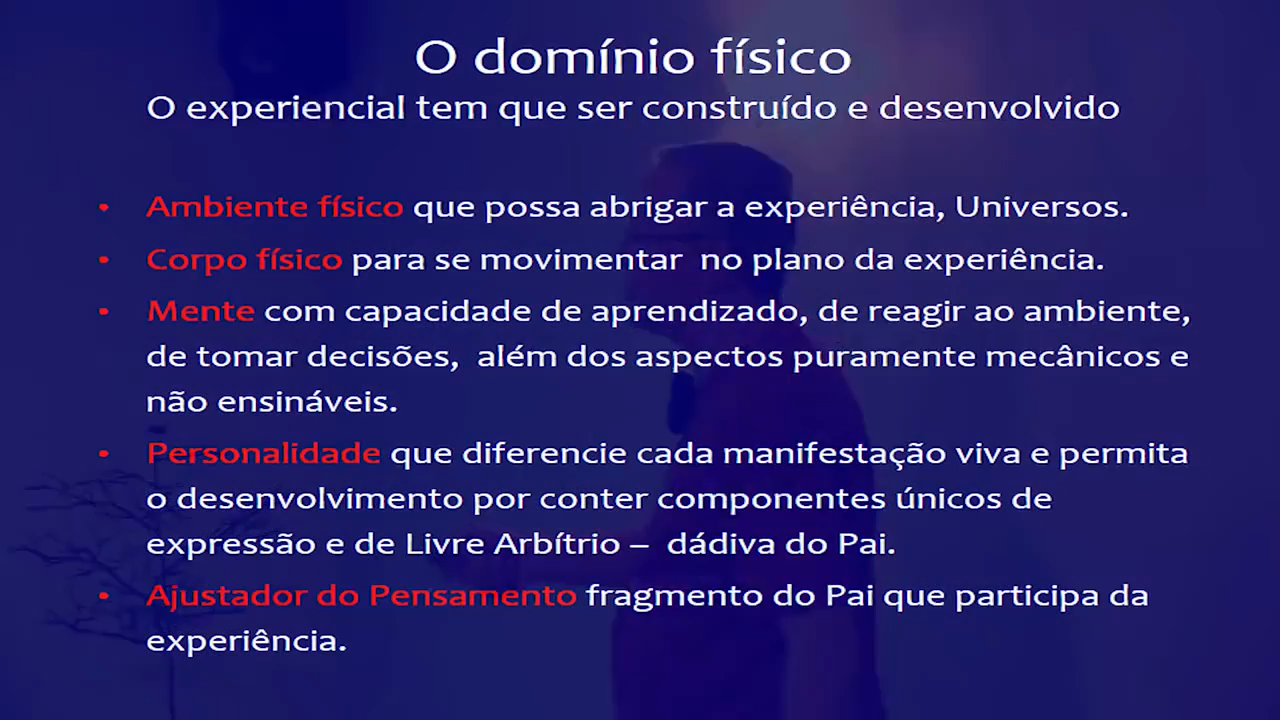 O domínio físico
O experiencial tem que ser construído e desenvolvido
• Ambiente físico que possa abrigar a experiência, Universos.
• Corpo físico para se movimentar no plano da experiência.
• Mente com capacidade de aprendizado, de reagir ao ambiente,
de tomar decisões, além dos aspectos puramente mecânicos e
não ensináveis.
• Personalidade que diferencie cada manifestação viva e permita
o desenvolvimento por conter componentes únicos de
expressão e de Livre Arbítrio – dádiva do Pai.
• Ajustador do Pensamento fragmento do Pai que participa da
experiência.